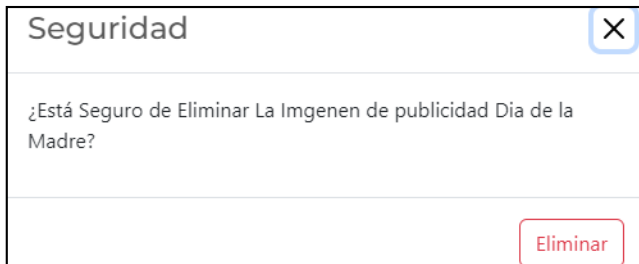 Seguridad
¿Está Seguro de Eliminar La Imgenen de publicidad Dia de la
Madre?
Eliminar